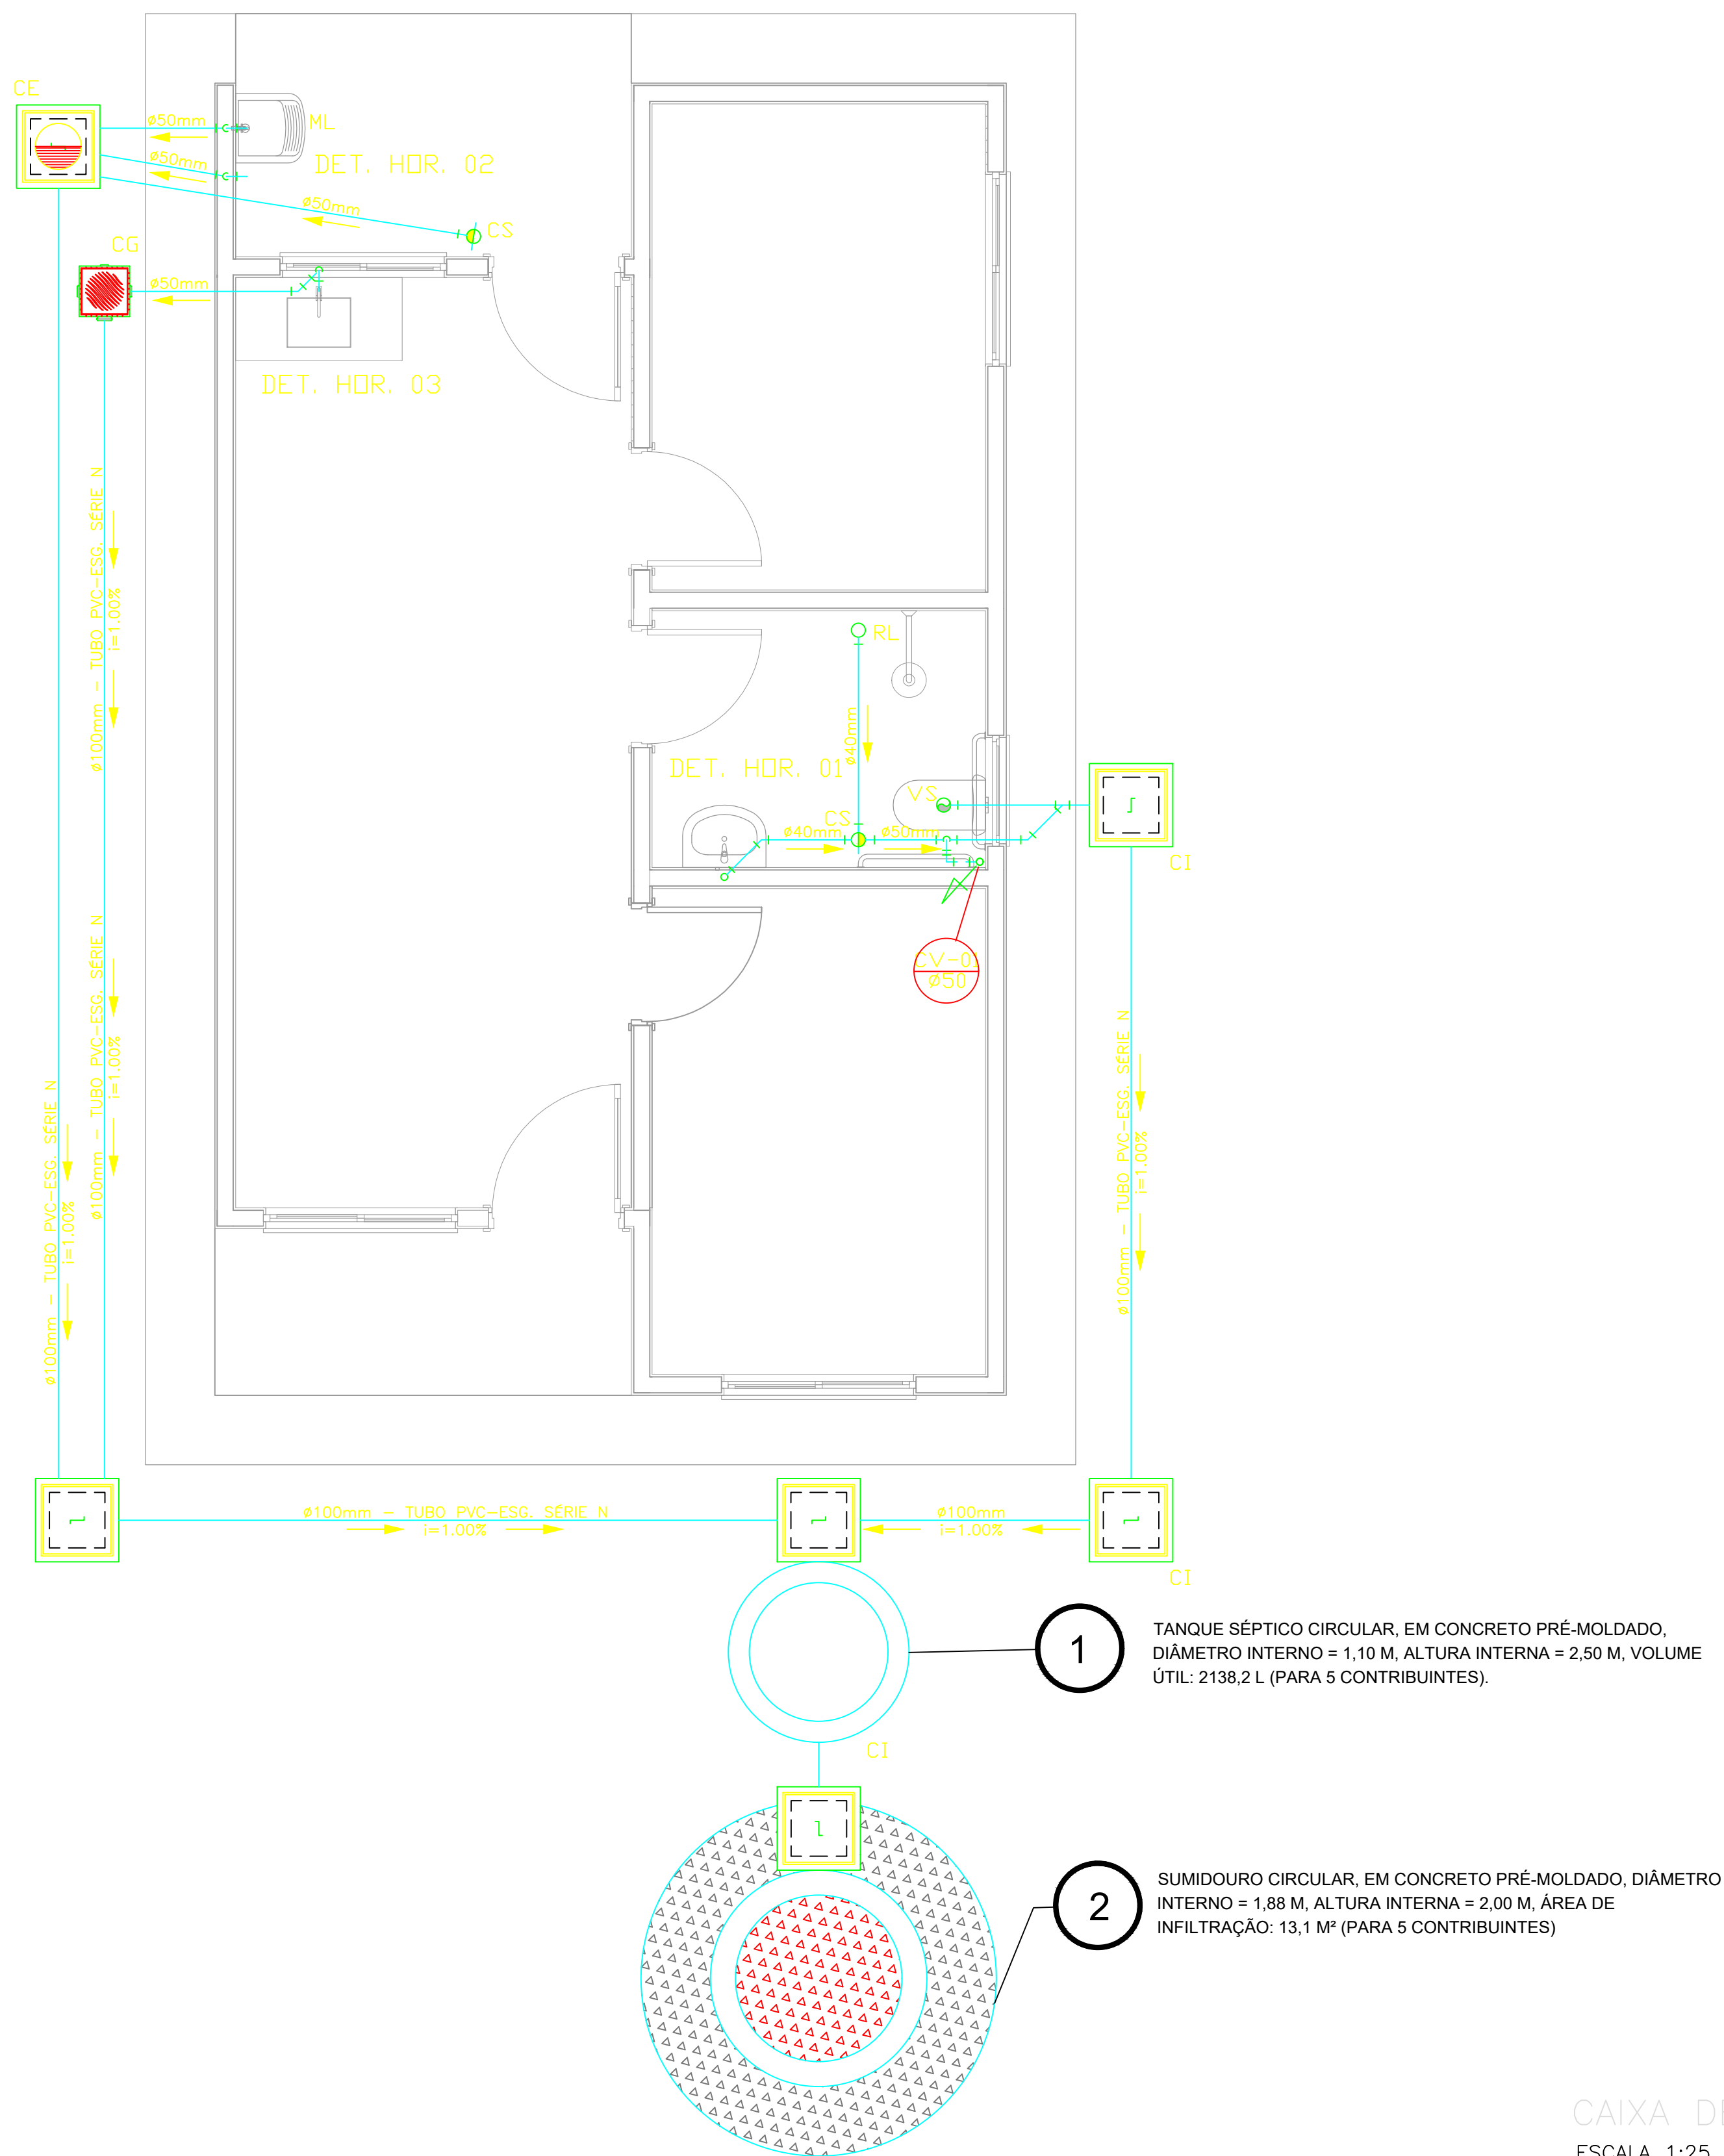 CE
ø50mm
ML
DET. HOR. 02
ø50mm
ø50mm
CS
CG
ø50mm
DET. HOR. 03
ø100mm - TUBO PVC-ESG. SÉRIE N
i=1.00%
RL
ø40mm
DET. HOR. 01
VS
CS
ø40mm
ø50mm
CI
ø100mm - TUBO PVC-ESG. SÉRIE N
i=1.00%
CV-0
ø50
ø100mm - TUBO PVC-ESG. SÉRIE N
i=1.00%
ø100mm - TUBO PVC-ESG. SÉRIE N
i=1.00%
ø100mm - TUBO PVC-ESG. SÉRIE N
i=1.00%
ø100mm
i=1.00%
CI
1
TANQUE SÉPTICO CIRCULAR, EM CONCRETO PRÉ-MOLDADO,
DIÂMETRO INTERNO = 1,10 M, ALTURA INTERNA = 2,50 M, VOLUME
ÚTIL: 2138,2 L (PARA 5 CONTRIBUINTES).
CI
2
SUMIDOURO CIRCULAR, EM CONCRETO PRÉ-MOLDADO, DIÂMETRO
INTERNO = 1,88 M, ALTURA INTERNA = 2,00 M, ÁREA DE
INFILTRAÇÃO: 13,1 M² (PARA 5 CONTRIBUINTES)
CAIXA DI
ESCALA 1:25